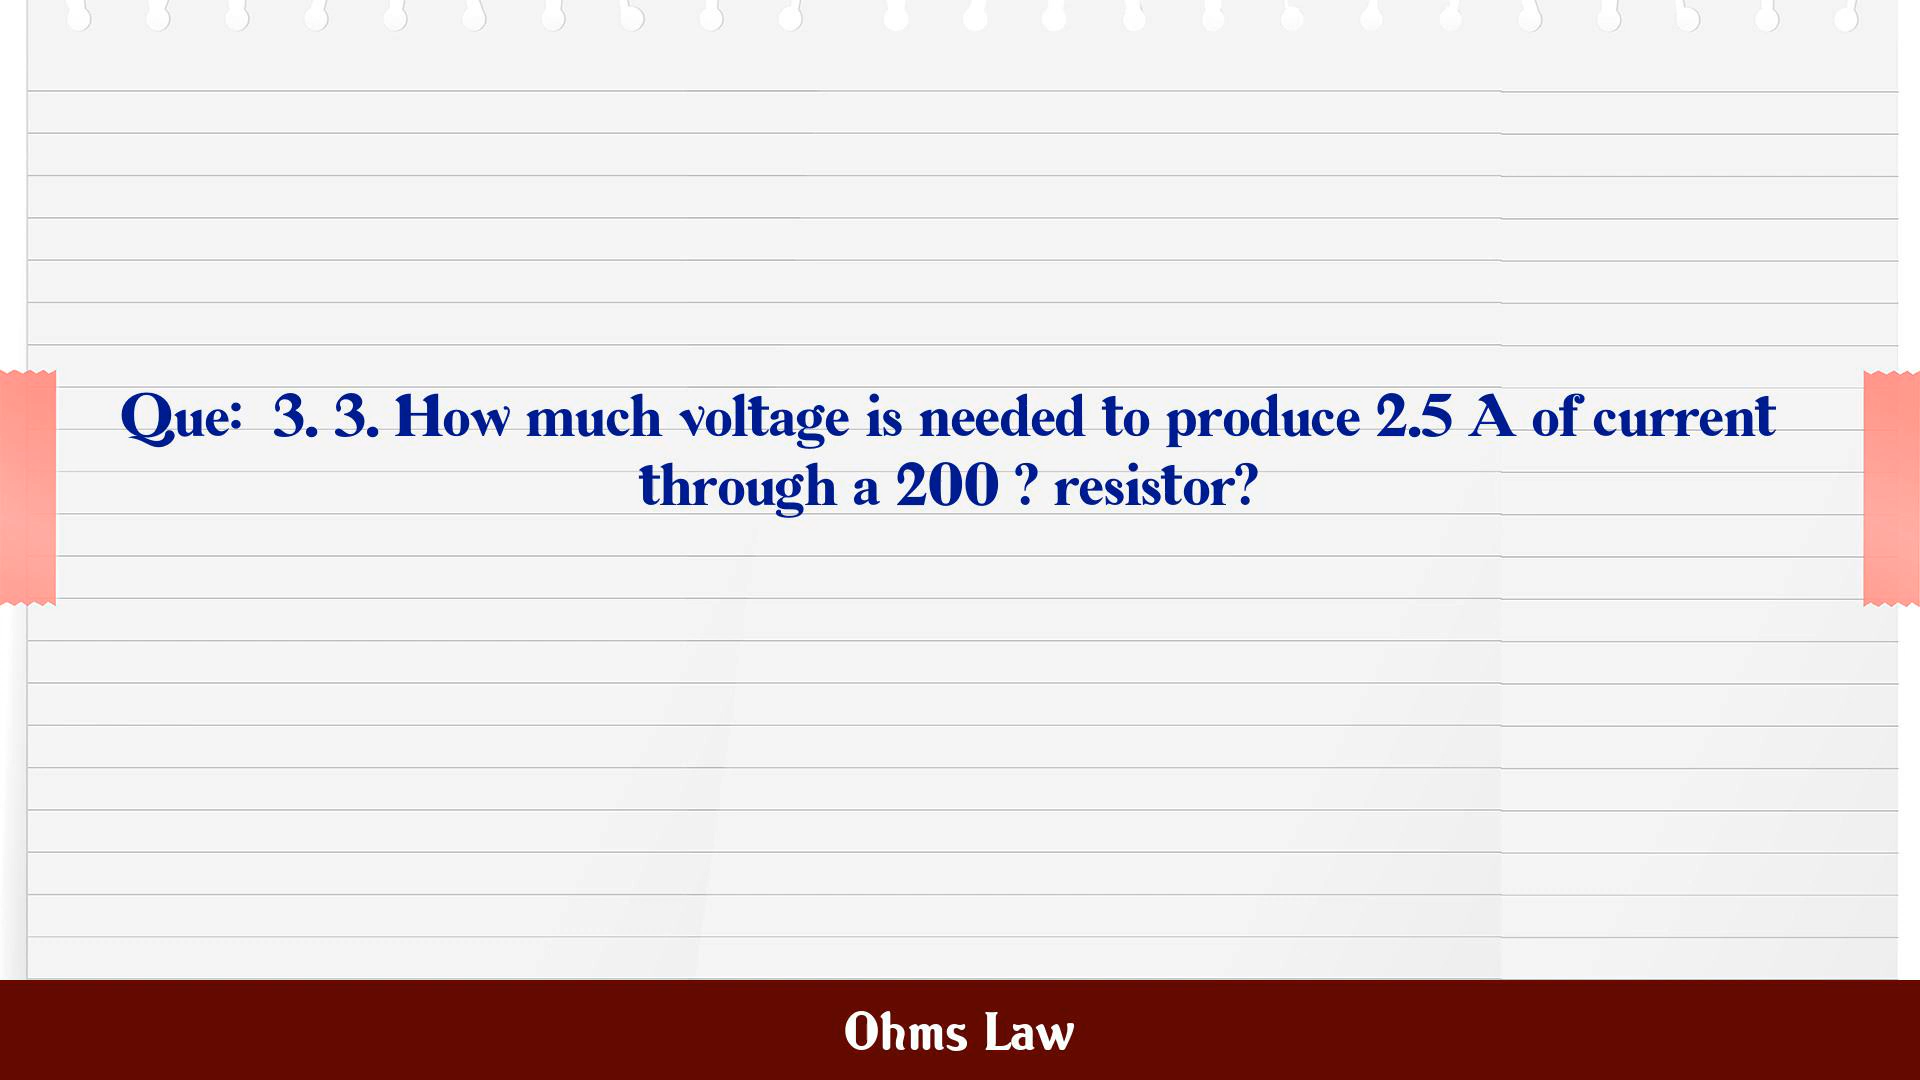 Que: 3. 3. How much voltage is needed to produce 2.5 A of current
through a 200 ? resistor?
Ohms Law